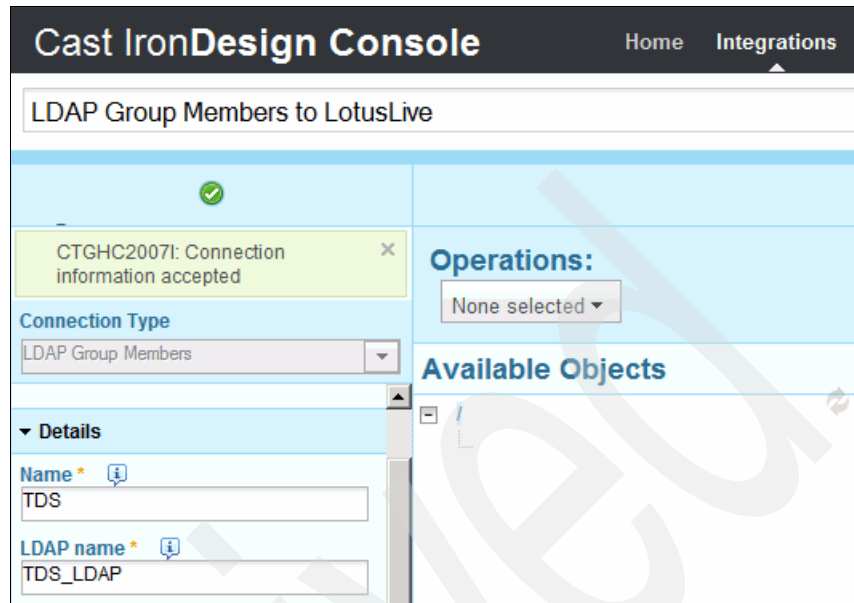 Cast IronDesign Console
Home
Integrations
LDAP Group Members to LotusLive
CTGHC2007I: Connection
information accepted
Connection Type
LDAP Group Members
Details
Name *
TDS
LDAP name *
TDS_LDAP
Operations:
None selected
Available Objects
/